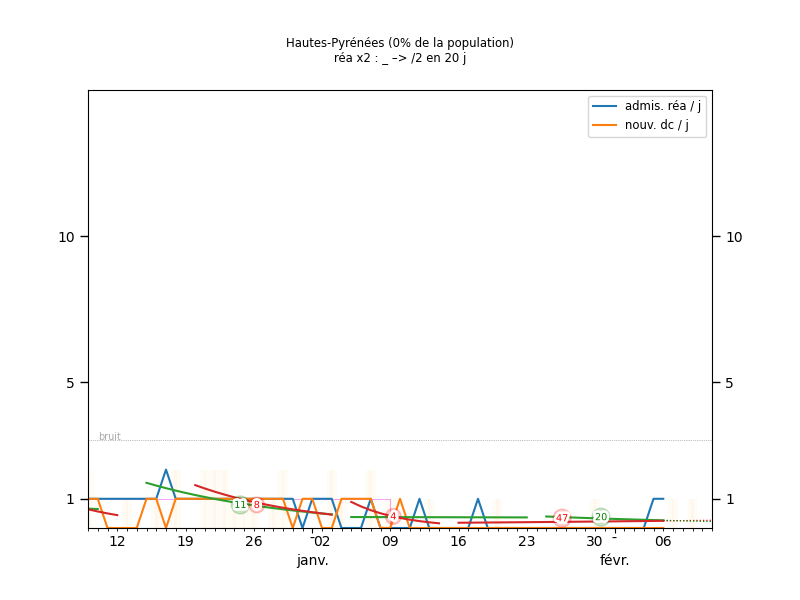 Hautes-Pyrénées (0% de la population)
réa x2 : _ –> /2 en 20 j
admis. réa / j
nouv. dc / j
10 10
5 5
bruit
1 1
11 8 4 47 20
12 19 26 02 09 16 23 30 06
janv. févr.